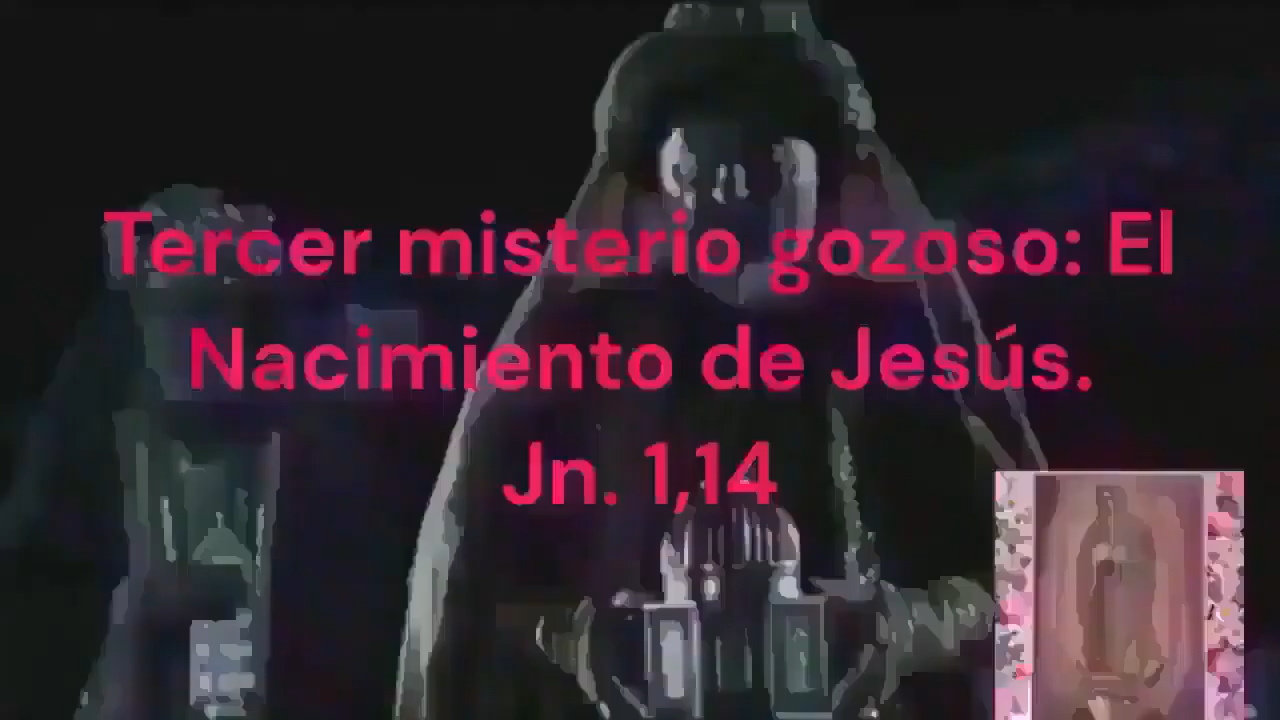 Tercer misterio gozoso: El
Nacimiento de Jesús.
Jn. 1,14